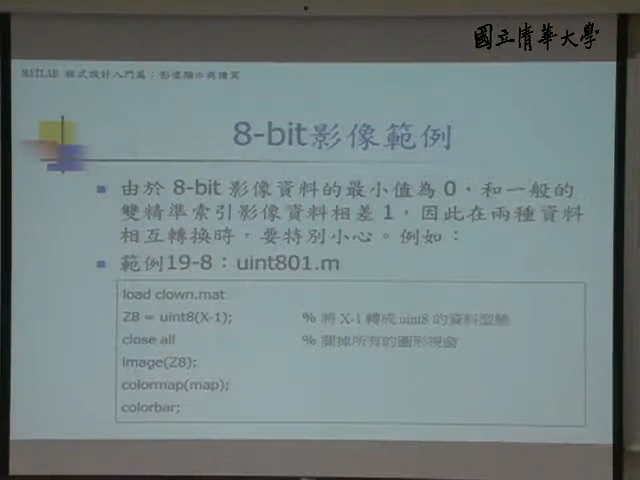 國立清華大學
MATLAB 程式設計入門篇：影像顯示與讀寫
8-bit影像範例
由於 8-bit 影像資料的最小值為 0，和一般的
雙精準索引影像資料相差 1，因此在兩種資料
相互轉換時，要特別小心。例如：
範例19-8：uint801.m
load clown.mat
Z8 = uint8(X-1); % 將 X-1 轉成 uint8 的資料型態
close all % 關掉所有的圖形視窗
image(Z8);
colormap(map);
colorbar;